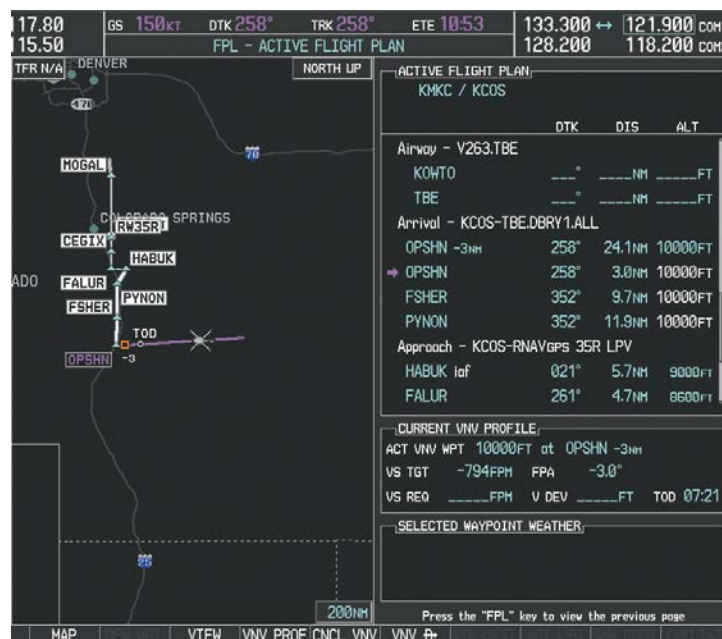 117.80
115.50
GS 150KT DTK 258° TRK 258° ETE 10:53
FPL - ACTIVE FLIGHT PLAN
133.300 ↔ 121.900 COM
128.200 118.200 COM
TFR N/A
DENVER
NORTH UP
470
70
MOGAL
COLORADO SPRINGS
RW35R
CEGIX
HABUK
ADO
FALUR
PYNON
FSHER
TOD
OPSHN
-3
25
200NM
ACTIVE FLIGHT PLAN
KMKC / KCOS
DTK DIS ALT
Airway - V263.TBE
KOWTO ___° ____NM _____FT
TBE ___° ____NM _____FT
Arrival - KCOS-TBE.DBRY1.ALL
OPSHN -3NM 258° 24.1NM 10000FT
OPSHN 258° 3.0NM 10000FT
FSHER 352° 9.7NM 10000FT
PYNON 352° 11.9NM 10000FT
Approach - KCOS-RNAVGPS 35R LPV
HABUK iaf 021° 5.7NM 9000FT
FALUR 261° 4.7NM 8600FT
CURRENT VNV PROFILE
ACT VNV WPT 10000FT at OPSHN -3NM
VS TGT -794FPM FPA -3.0°
VS REQ _____FPM V DEV _____FT TOD 07:21
SELECTED WAYPOINT WEATHER
Press the "FPL" key to view the previous page
MAP VIEW VNV PROF CNCL VNV VNV